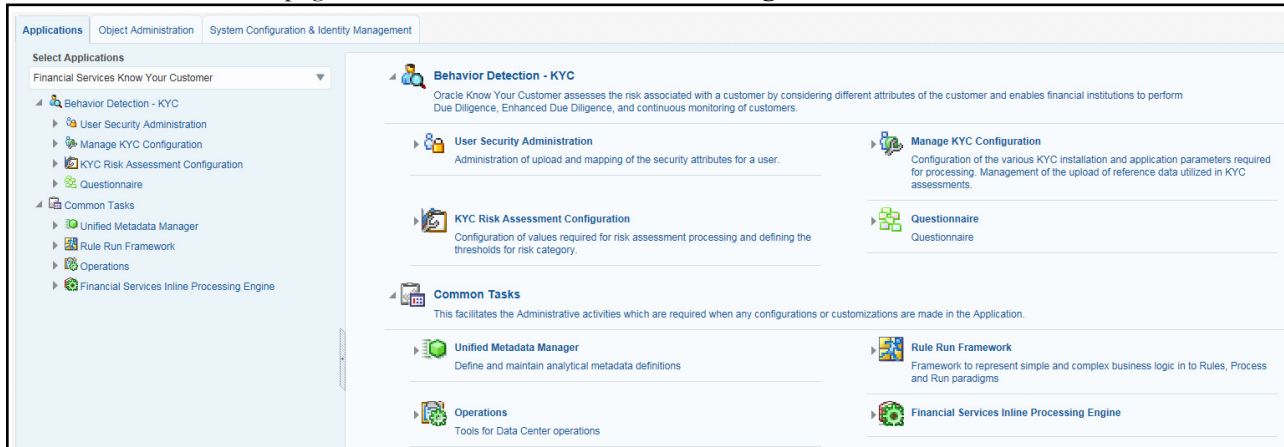 Applications
Object Administration
System Configuration & Identity Management
Select Applications
Financial Services Know Your Customer
Behavior Detection - KYC
User Security Administration
Manage KYC Configuration
KYC Risk Assessment Configuration
Questionnaire
Common Tasks
Unified Metadata Manager
Rule Run Framework
Operations
Financial Services Inline Processing Engine
Behavior Detection - KYC
Oracle Know Your Customer assesses the risk associated with a customer by considering different attributes of the customer and enables financial institutions to perform
Due Diligence, Enhanced Due Diligence, and continuous monitoring of customers.
User Security Administration
Administration of upload and mapping of the security attributes for a user.
Manage KYC Configuration
Configuration of the various KYC installation and application parameters required
for processing. Management of the upload of reference data utilized in KYC
assessments.
KYC Risk Assessment Configuration
Configuration of values required for risk assessment processing and defining the
thresholds for risk category.
Questionnaire
Questionnaire
Common Tasks
This facilitates the Administrative activities which are required when any configurations or customizations are made in the Application.
Unified Metadata Manager
Define and maintain analytical metadata definitions
Rule Run Framework
Framework to represent simple and complex business logic in to Rules, Process
and Run paradigms
Operations
Tools for Data Center operations
Financial Services Inline Processing Engine